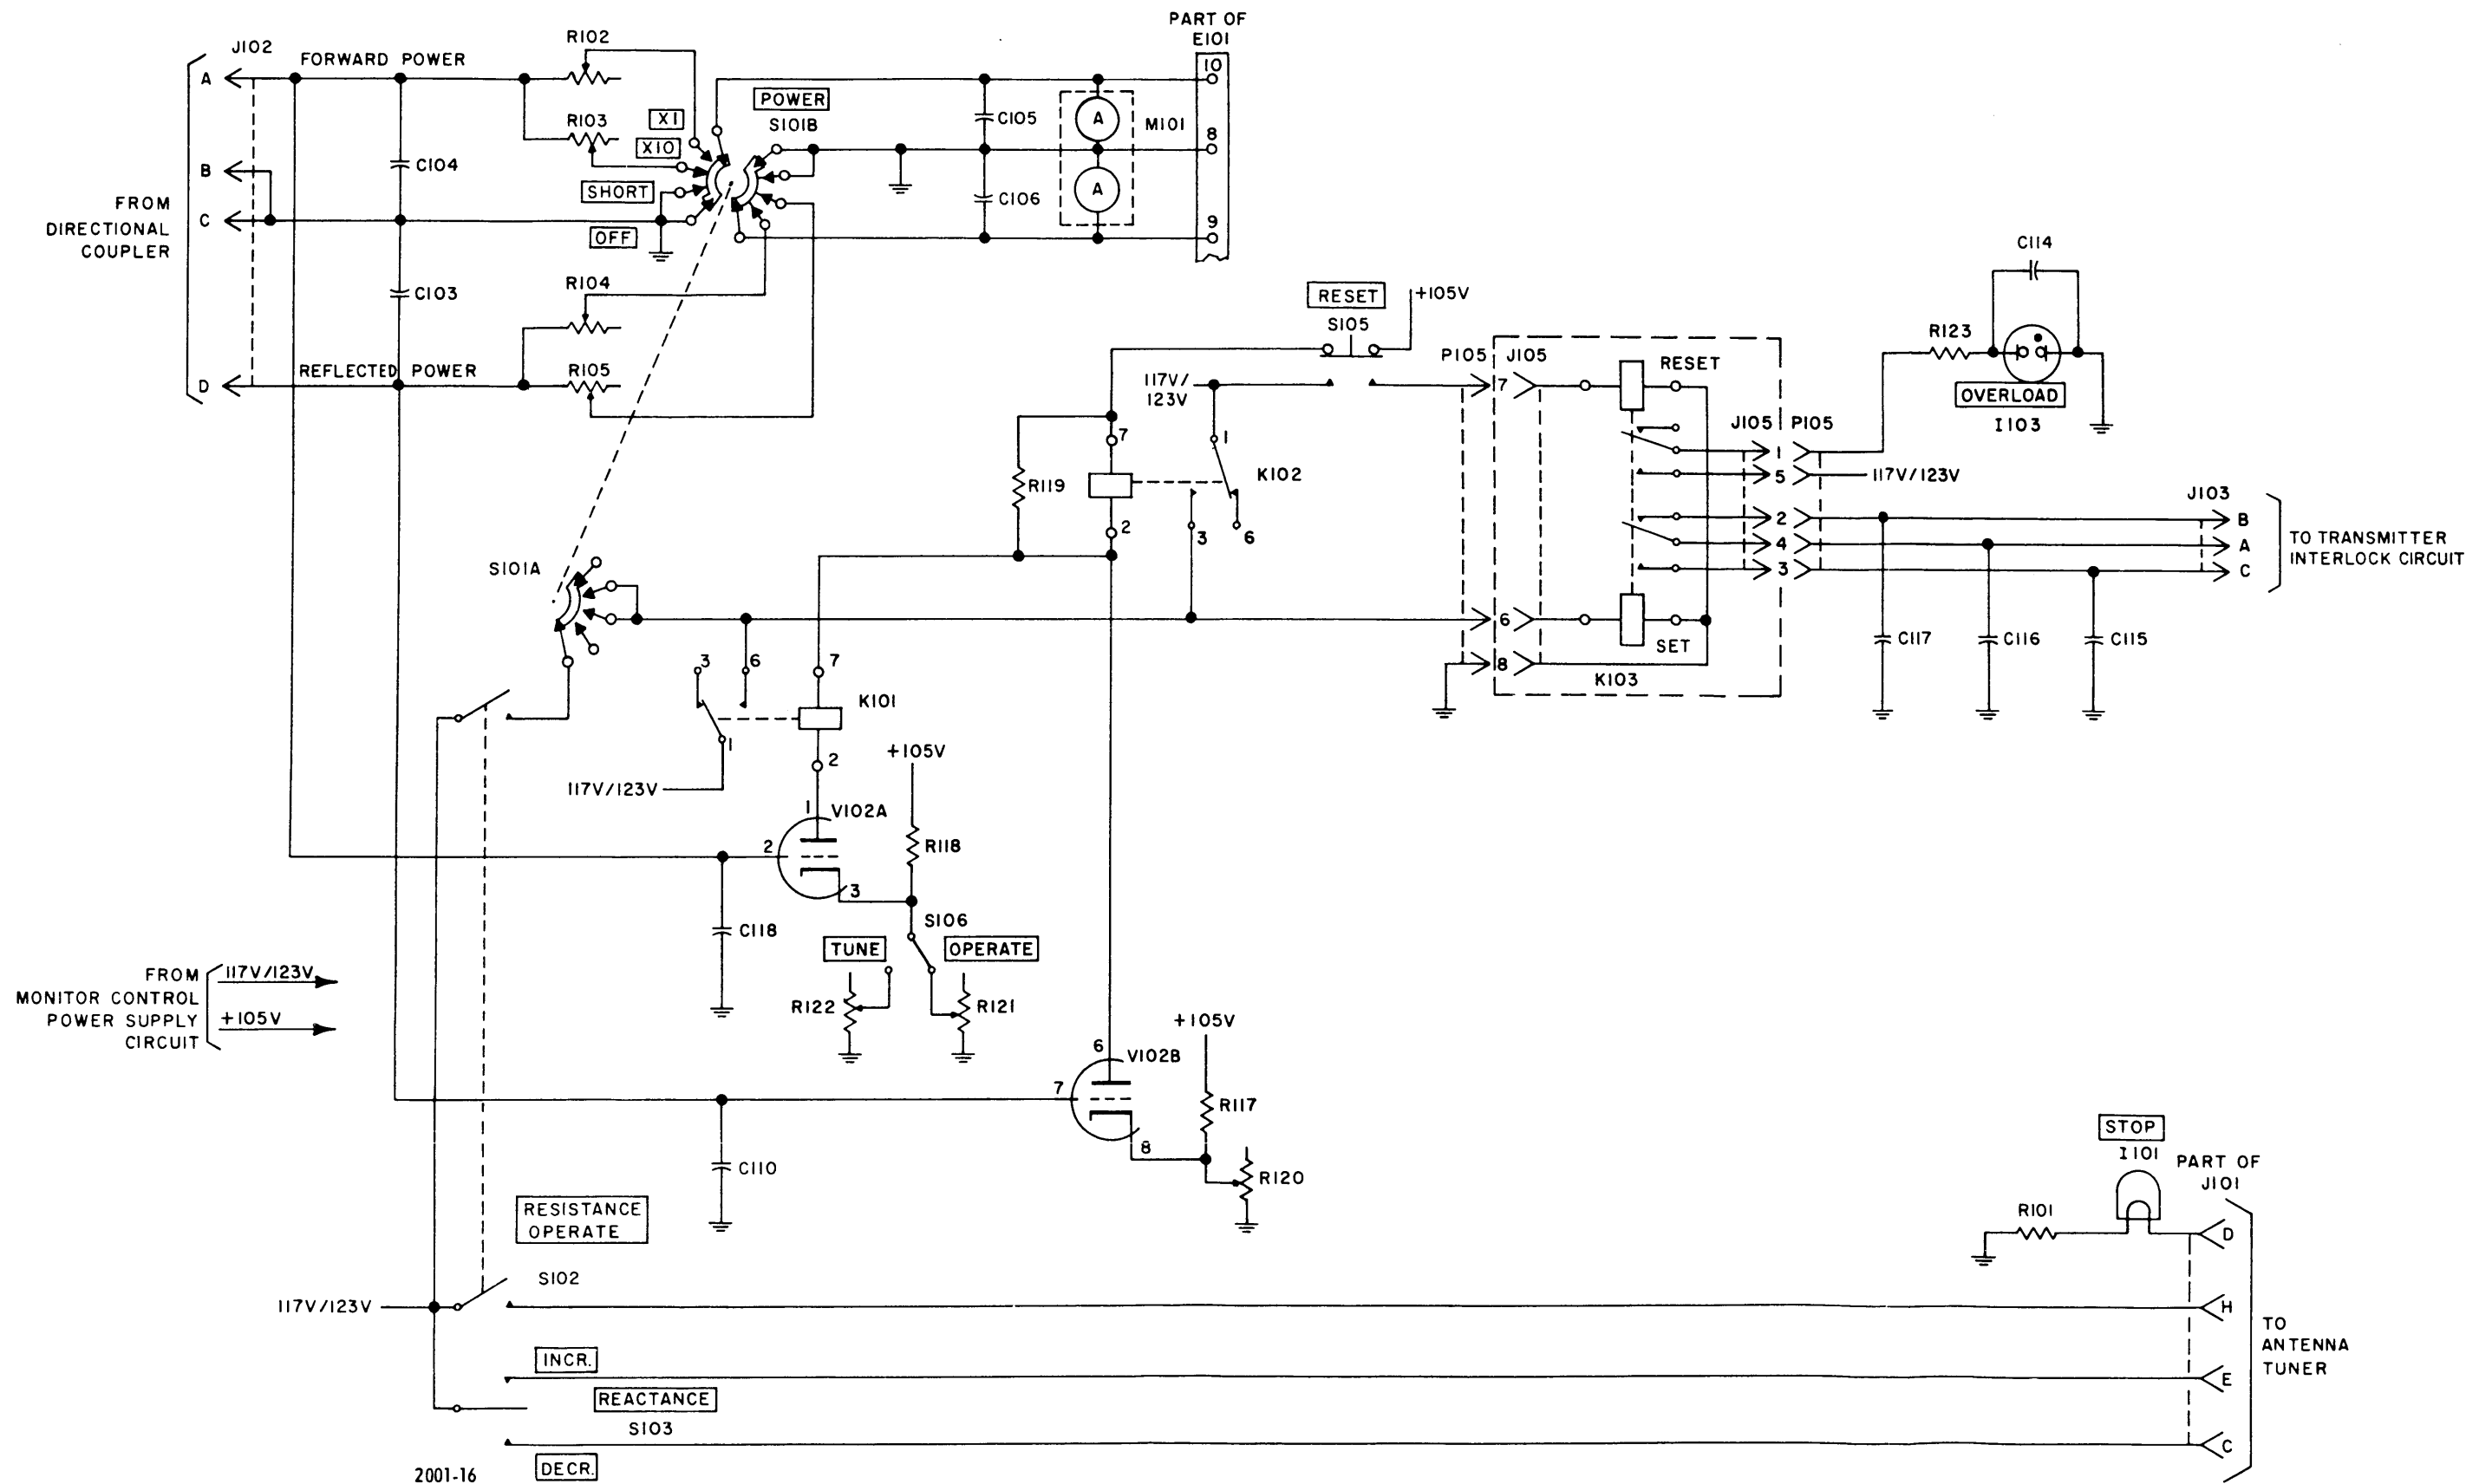 PART OF
E101
J102
FORWARD POWER
R102
10
A
POWER
S101B
X1
R103
C105
A
M101
X10
8
C104
B
SHORT
A
C106
FROM
DIRECTIONAL
COUPLER
C
OFF
9
C114
R104
C103
RESET
+105V
S105
R123
P105
J105
RESET
REFLECTED POWER
R105
117V/
123V
7
D
OVERLOAD
I103
J105
P105
7
1
1
K102
5
117V/123V
R119
J103
2
B
2
3
6
4
A
TO TRANSMITTER
INTERLOCK CIRCUIT
S101A
3
C
6
C117
C116
C115
SET
3
6
7
8
K103
K101
1
+105V
2
117V/123V
1
V102A
2
R118
3
S106
C118
TUNE
OPERATE
FROM
MONITOR CONTROL
POWER SUPPLY
CIRCUIT
117V/123V
+105V
R122
R121
+105V
6
V102B
7
R117
STOP
8
I101
PART OF
J101
C110
R120
RESISTANCE
OPERATE
R101
D
S102
117V/123V
H
TO
ANTENNA
TUNER
INCR.
E
REACTANCE
S103
C
DECR.
2001-16